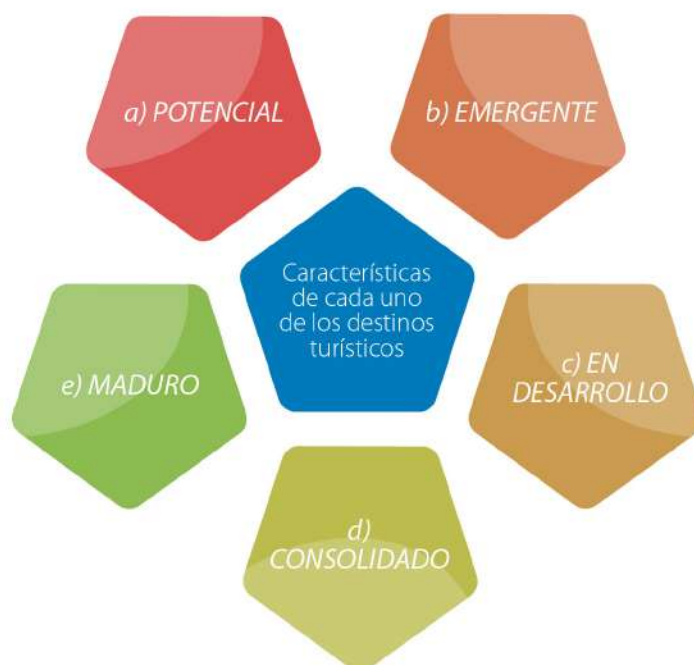 a) POTENCIAL
b) EMERGENTE
Características
de cada uno
de los destinos
turísticos
c) EN
DESARROLLO
d)
CONSOLIDADO
e) MADURO